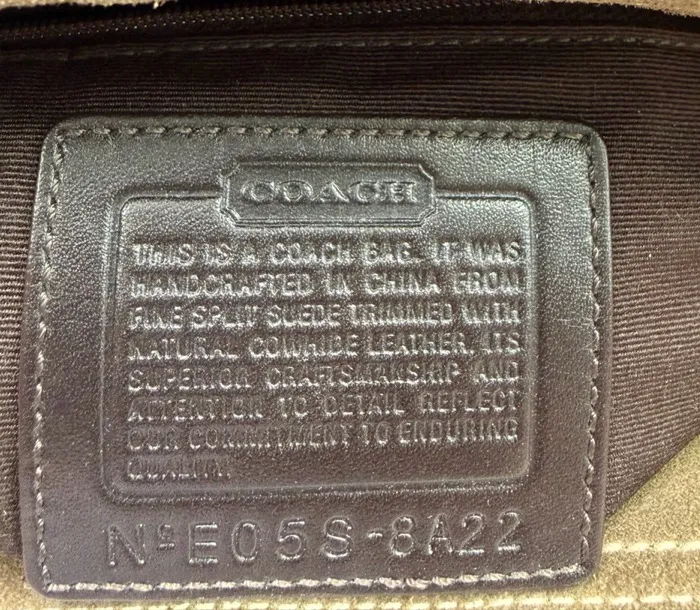 COACH
THIS IS A COACH BAG. IT WAS
HANDCRAFTED IN CHINA FROM
FINE SPLIT SUEDE TRIMMED WITH
NATURAL COWHIDE LEATHER. ITS
SUPERIOR CRAFTSMANSHIP AND
ATTENTION TO DETAIL REFLECT
OUR COMMITMENT TO ENDURING
QUALITY.
Nº E05S-8A22